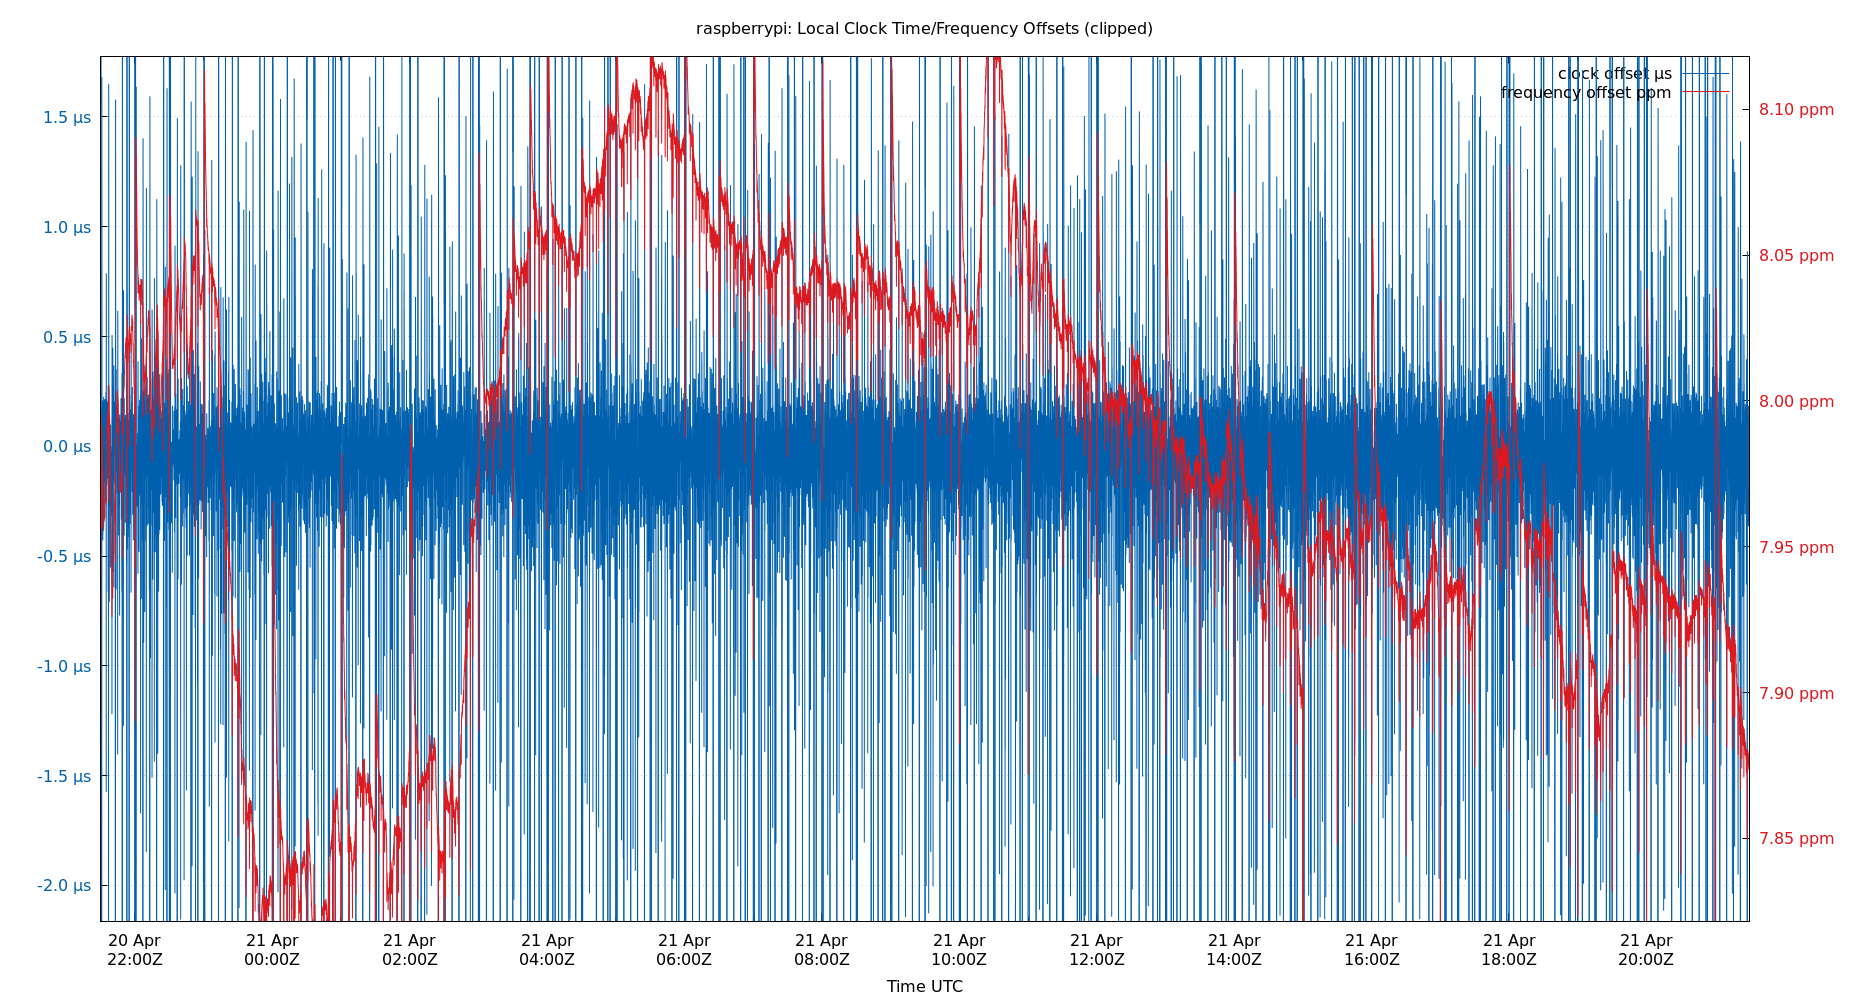 raspberrypi: Local Clock Time/Frequency Offsets (clipped)
clock offset µs
frequency offset ppm
1.5 µs
1.0 µs
0.5 µs
0.0 µs
-0.5 µs
-1.0 µs
-1.5 µs
-2.0 µs
8.10 ppm
8.05 ppm
8.00 ppm
7.95 ppm
7.90 ppm
7.85 ppm
20 Apr 22:00Z
21 Apr 00:00Z
21 Apr 02:00Z
21 Apr 04:00Z
21 Apr 06:00Z
21 Apr 08:00Z
21 Apr 10:00Z
21 Apr 12:00Z
21 Apr 14:00Z
21 Apr 16:00Z
21 Apr 18:00Z
21 Apr 20:00Z
Time UTC